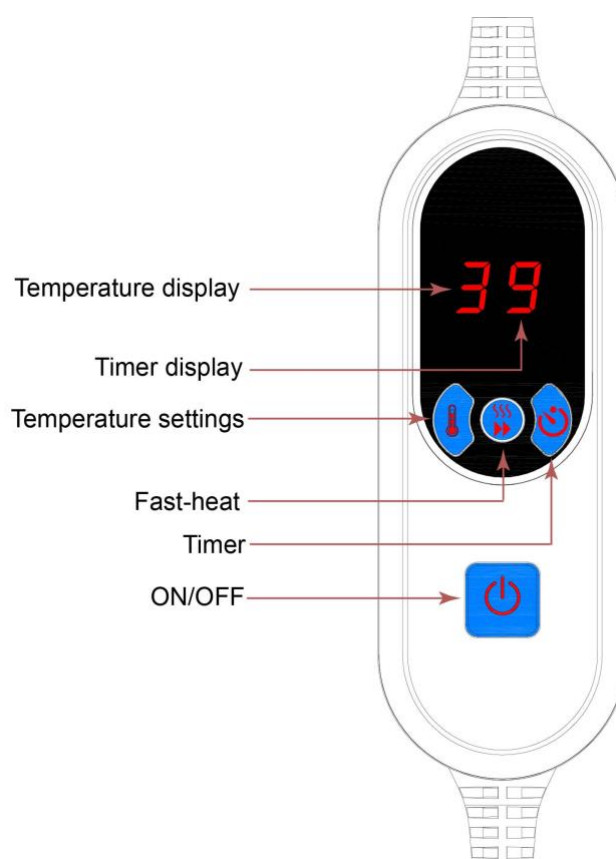 39
Temperature display
Timer display
Temperature settings
Fast-heat
Timer
ON/OFF